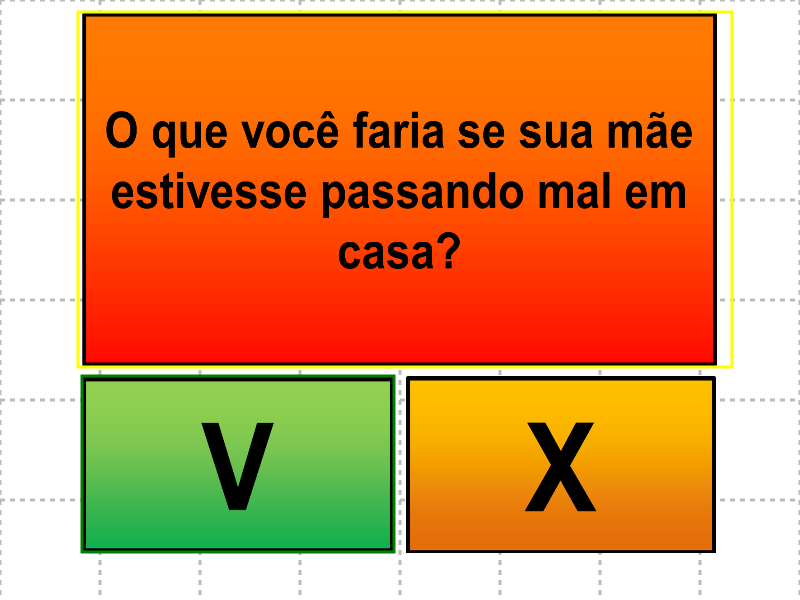 O que você faria se sua mãe
estivesse passando mal em
casa?
V
X